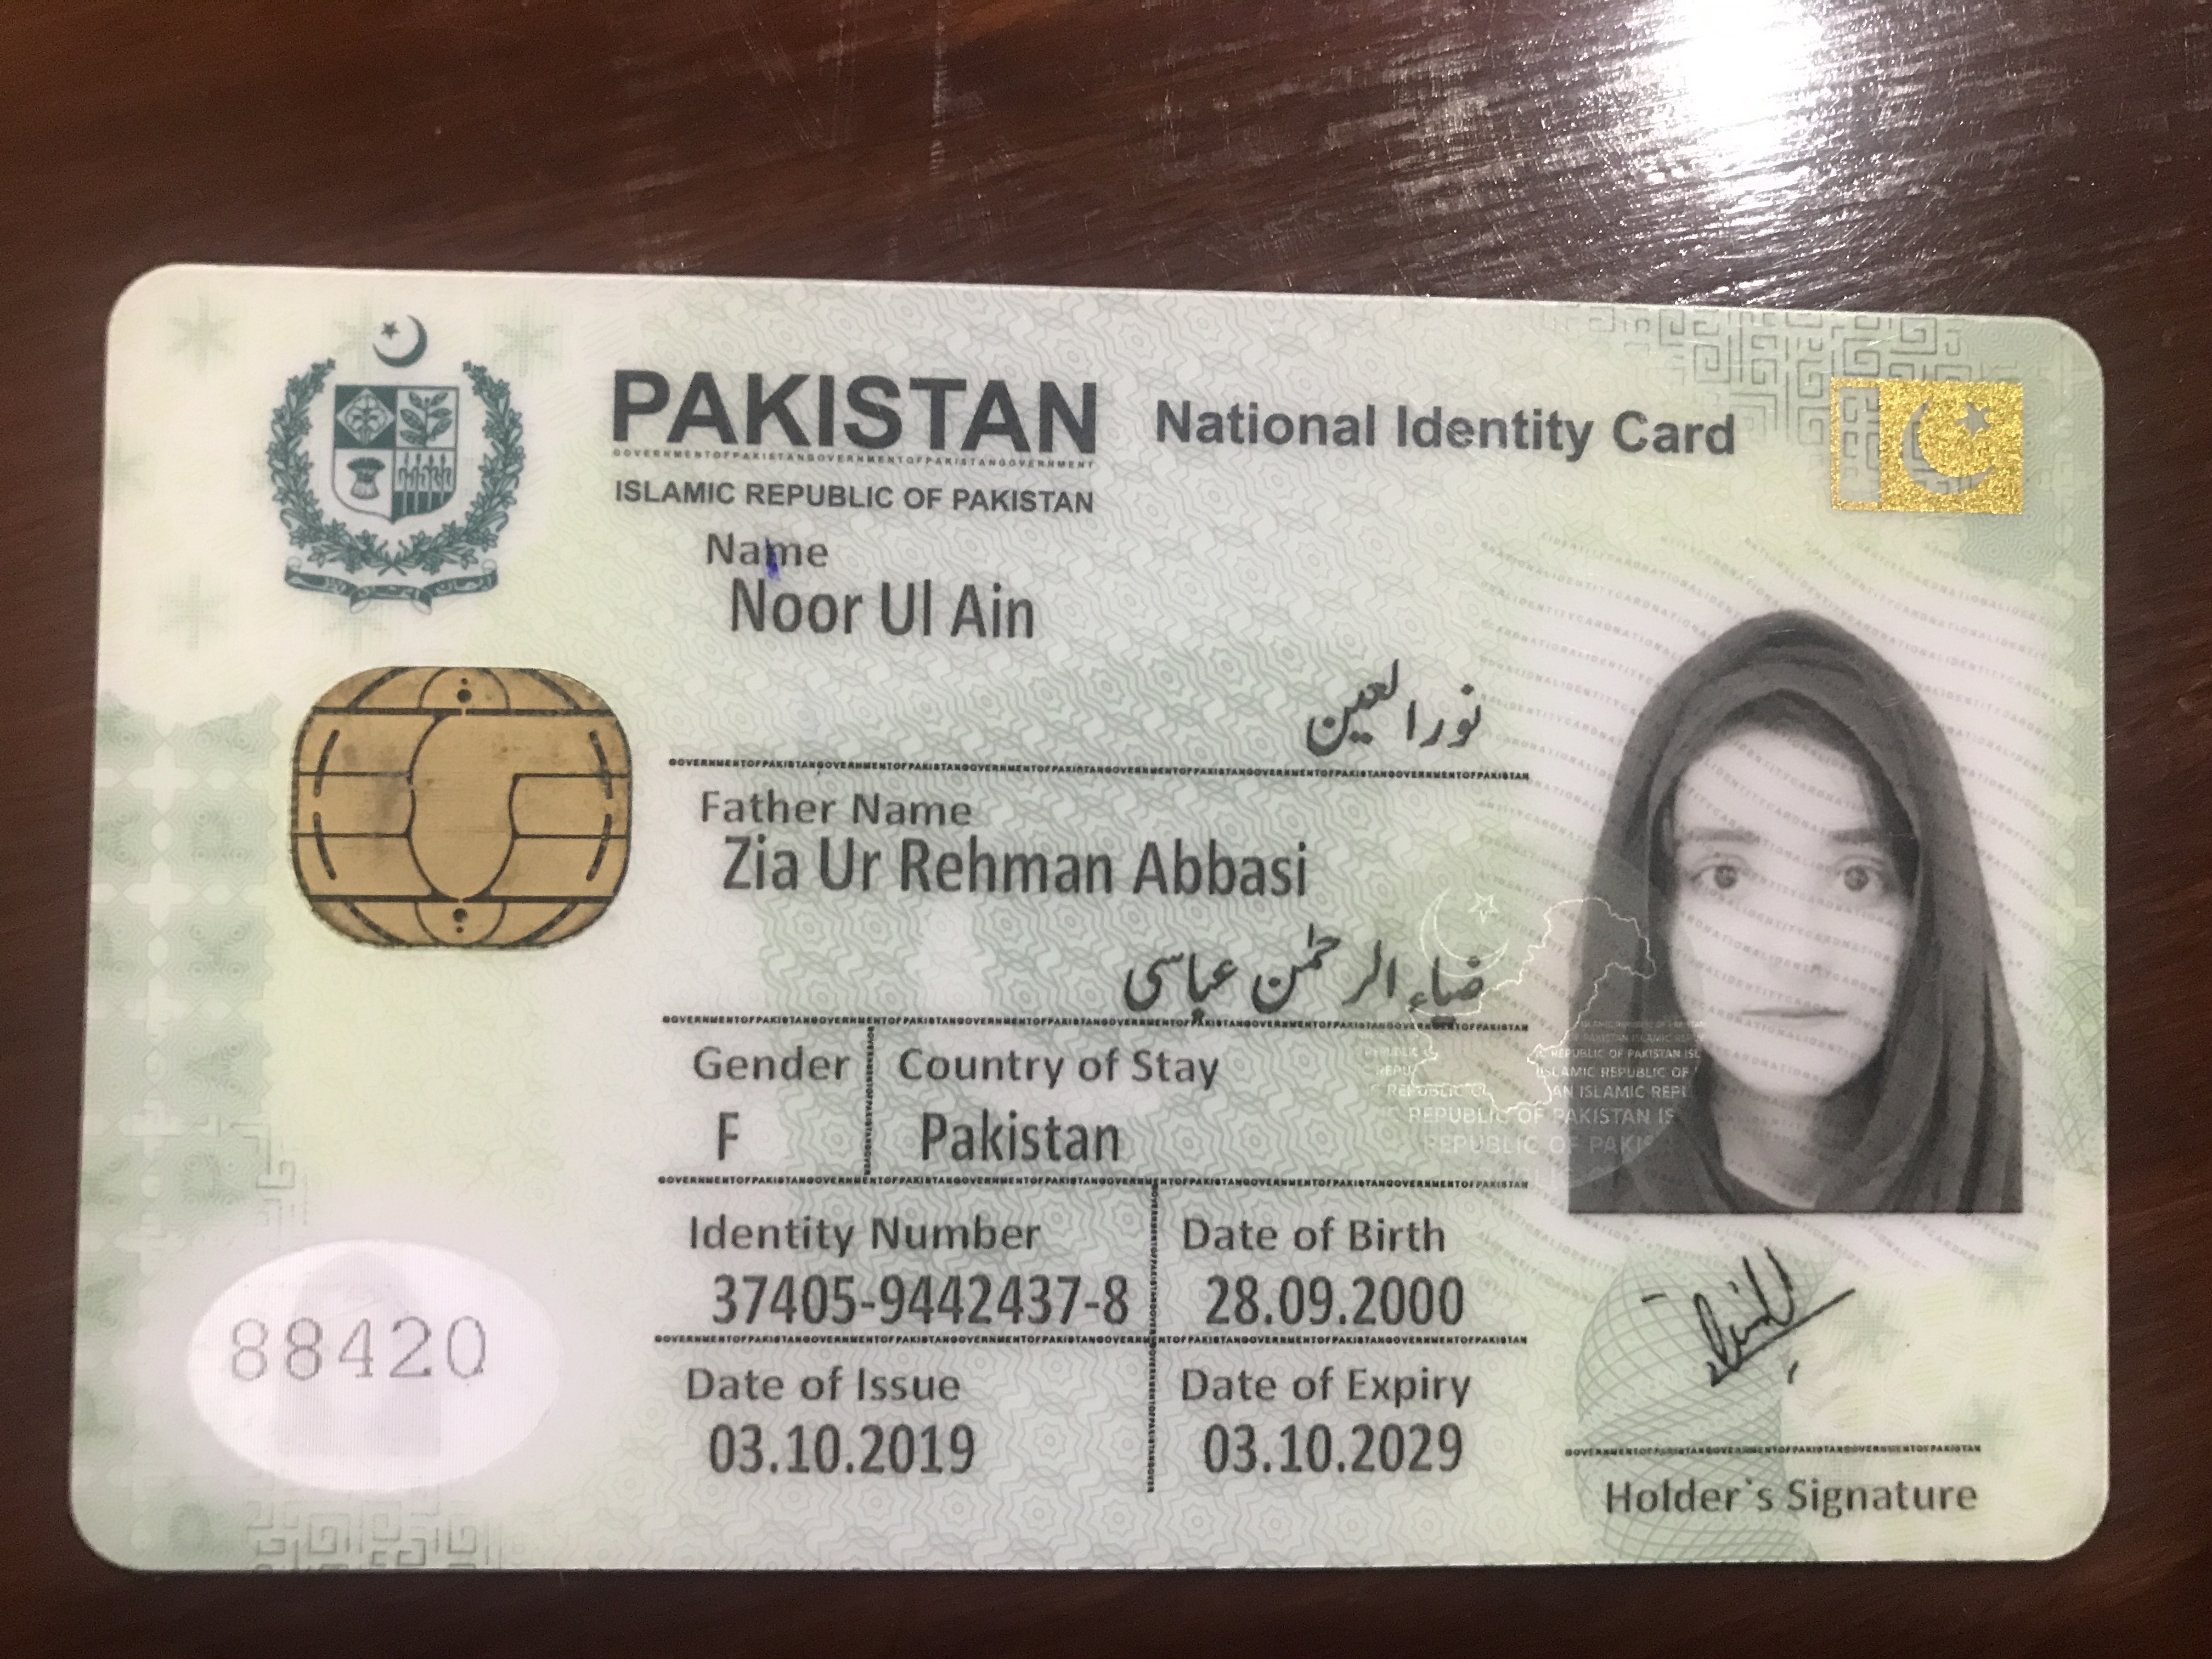 PAKISTAN National Identity Card
ISLAMIC REPUBLIC OF PAKISTAN
Name
Noor Ul Ain
نور العین
Father Name
Zia Ur Rehman Abbasi
ضیاء الرحمٰن عباسی
Gender Country of Stay
F Pakistan
Identity Number Date of Birth
37405-9442437-8 28.09.2000
Date of Issue Date of Expiry
03.10.2019 03.10.2029
88420
Holder's Signature